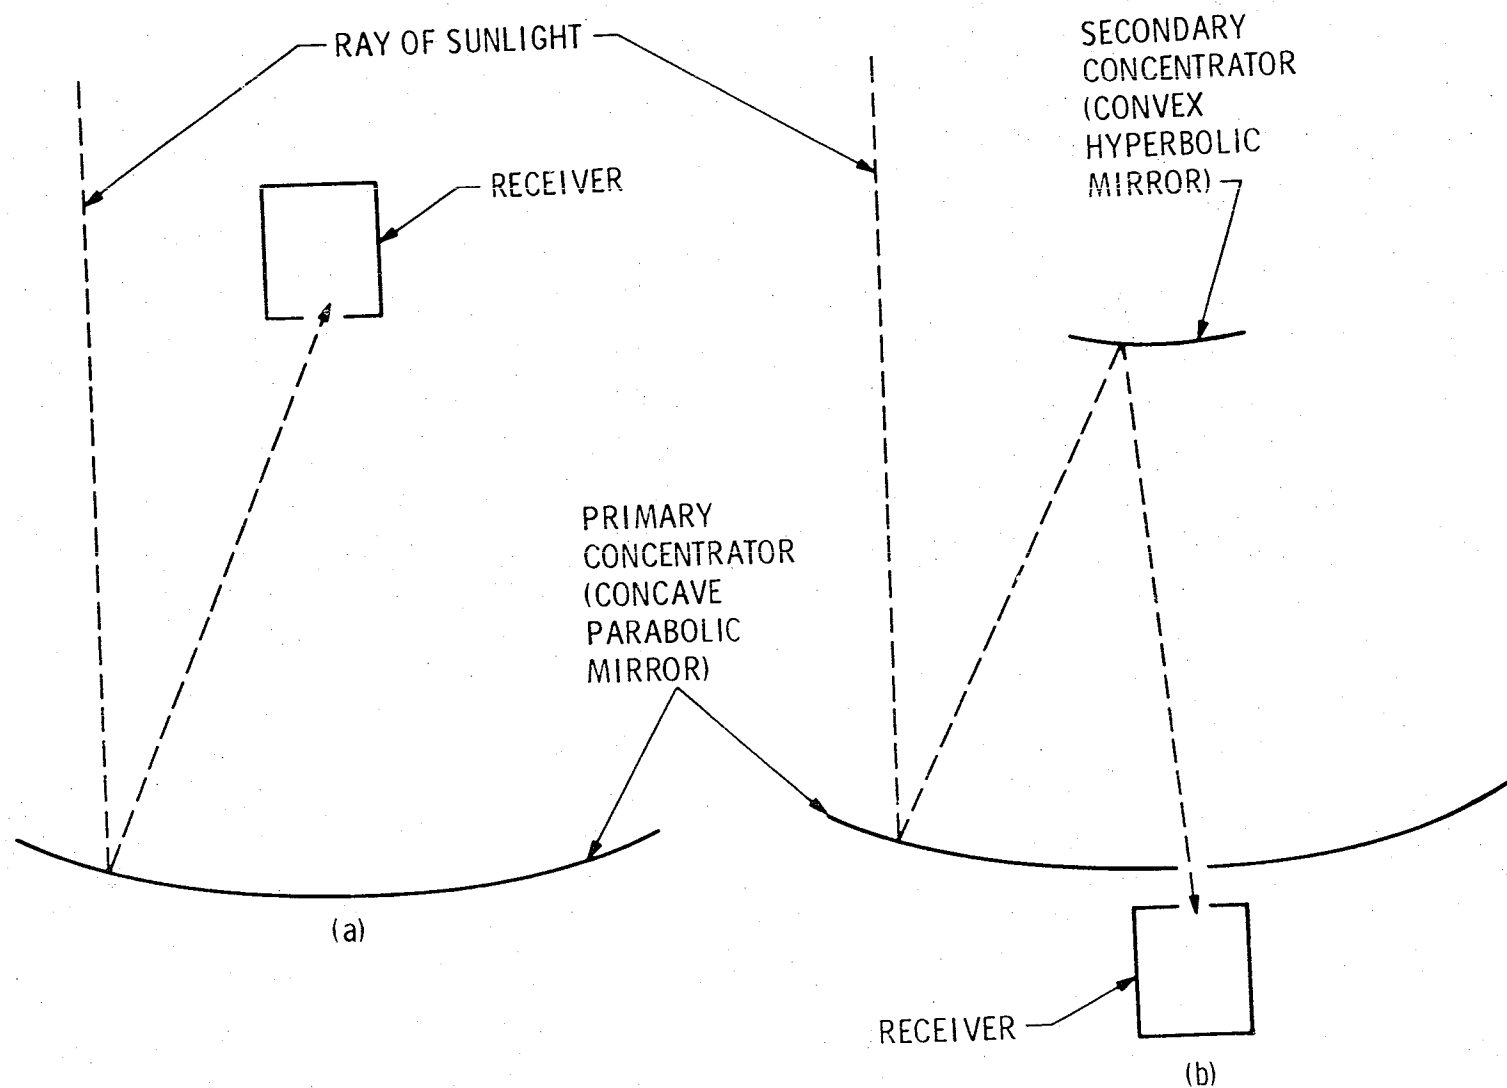 RAY OF SUNLIGHT
SECONDARY
CONCENTRATOR
(CONVEX
HYPERBOLIC
MIRROR)
RECEIVER
PRIMARY
CONCENTRATOR
(CONCAVE
PARABOLIC
MIRROR)
(a)
RECEIVER
(b)